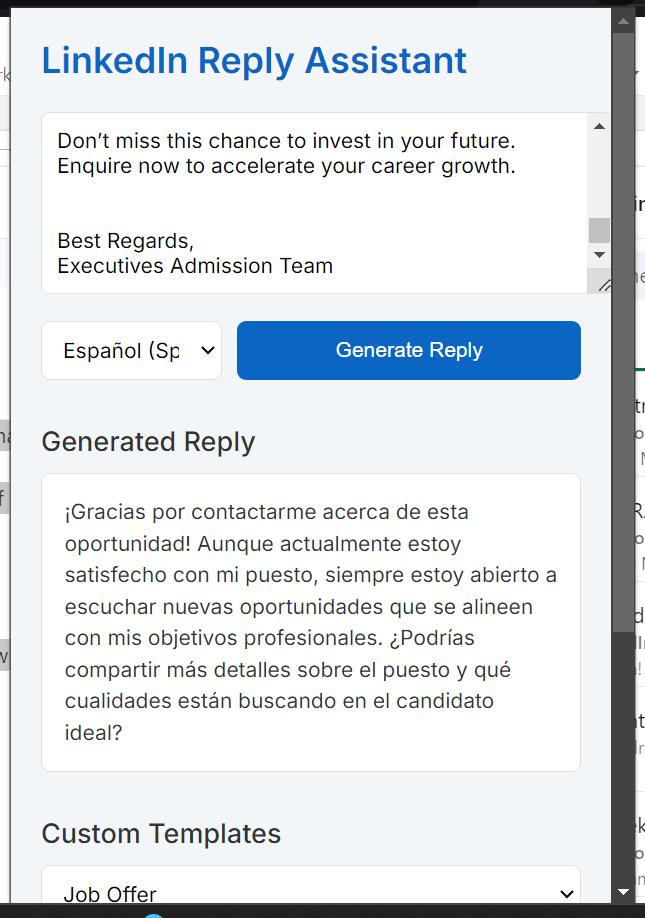 LinkedIn Reply Assistant
Don’t miss this chance to invest in your future.
Enquire now to accelerate your career growth.
Best Regards,
Executives Admission Team
Español (Sp
Generate Reply
Generated Reply
¡Gracias por contactarme acerca de esta
oportunidad! Aunque actualmente estoy
satisfecho con mi puesto, siempre estoy abierto a
escuchar nuevas oportunidades que se alineen
con mis objetivos profesionales. ¿Podrías
compartir más detalles sobre el puesto y qué
cualidades están buscando en el candidato
ideal?
Custom Templates
Job Offer